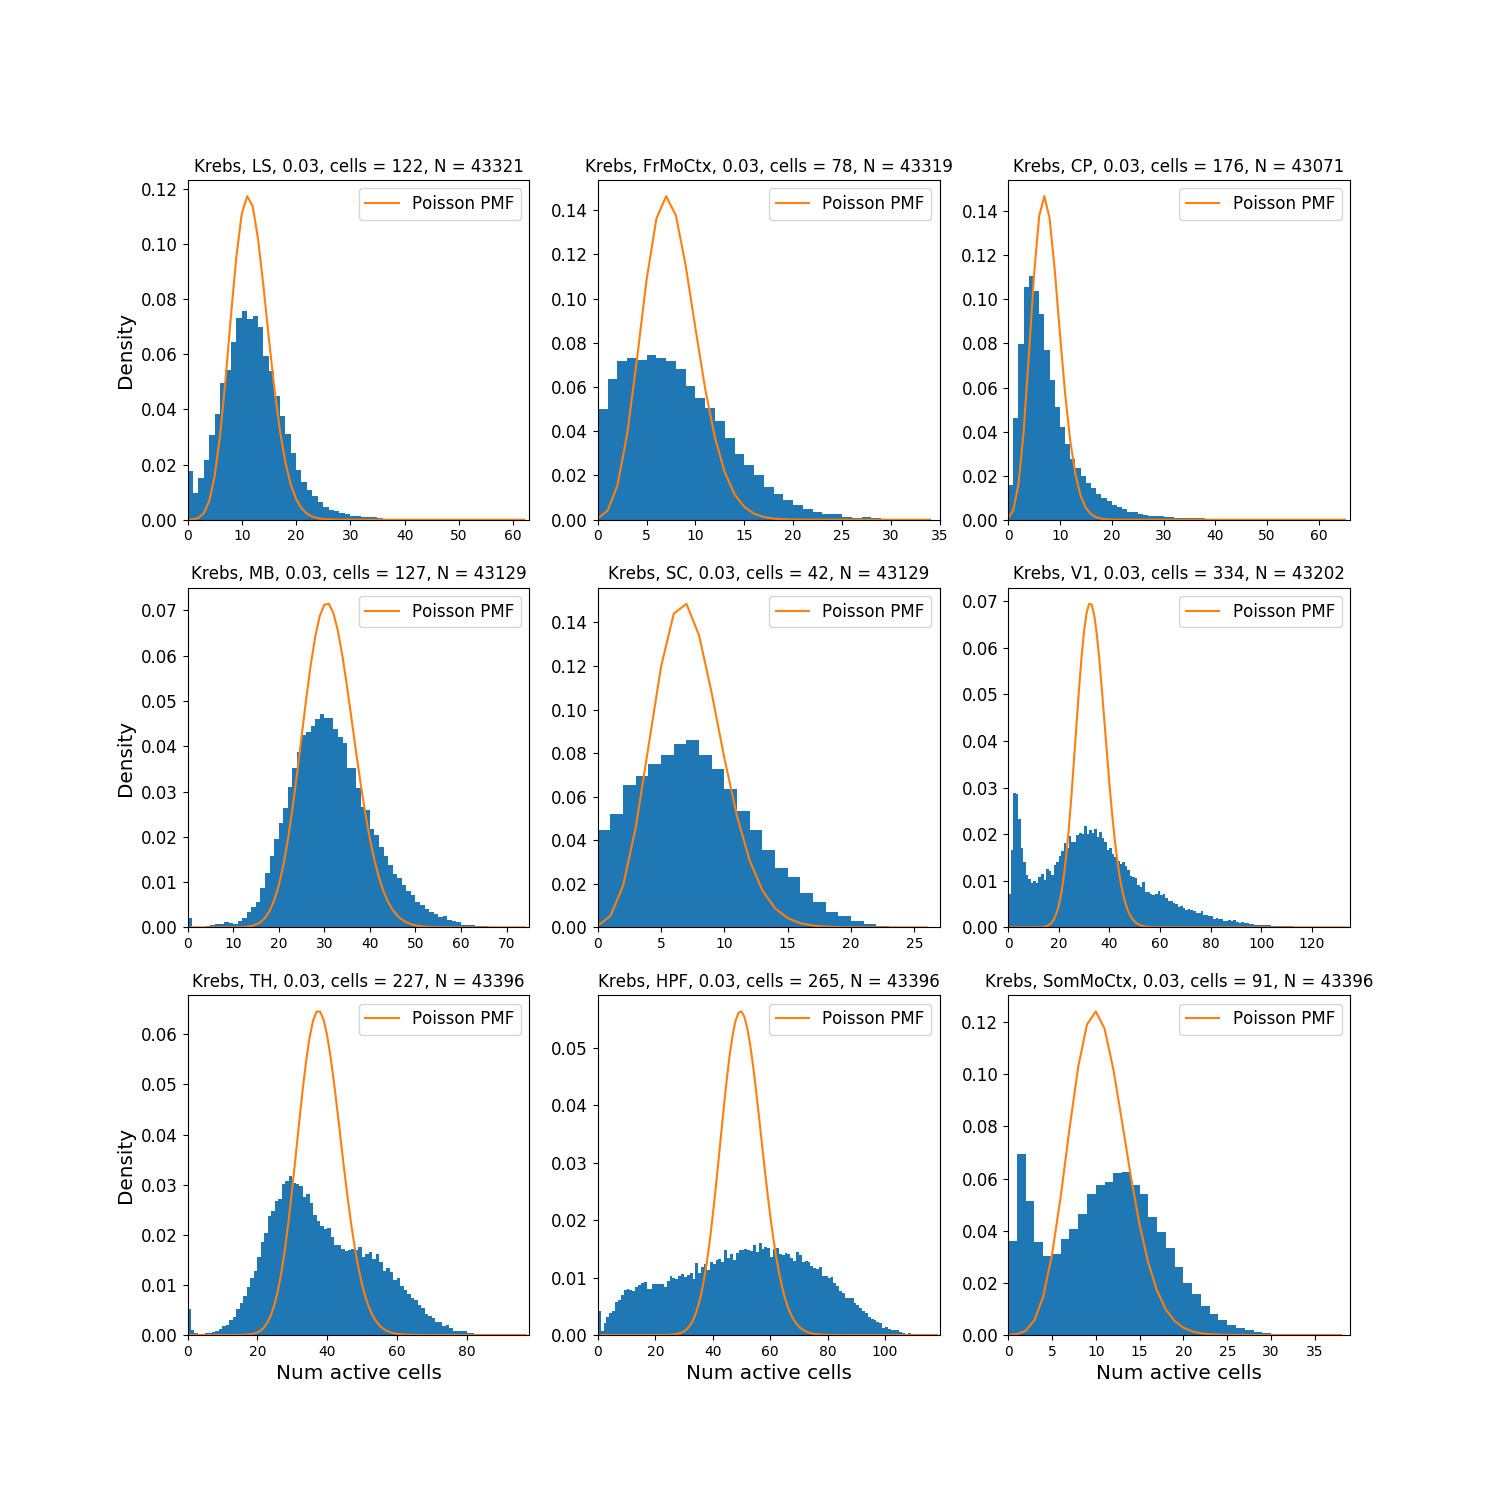 Krebs, LS, 0.03, cells = 122, N = 43321
Krebs, FrMoCtx, 0.03, cells = 78, N = 43319
Krebs, CP, 0.03, cells = 176, N = 43071
Poisson PMF
Poisson PMF
Poisson PMF
Density
0.12
0.10
0.08
0.06
0.04
0.02
0.00
0 10 20 30 40 50 60
0.14
0.12
0.10
0.08
0.06
0.04
0.02
0.00
0 5 10 15 20 25 30 35
0.14
0.12
0.10
0.08
0.06
0.04
0.02
0.00
0 10 20 30 40 50 60
Krebs, MB, 0.03, cells = 127, N = 43129
Krebs, SC, 0.03, cells = 42, N = 43129
Krebs, V1, 0.03, cells = 334, N = 43202
Poisson PMF
Poisson PMF
Poisson PMF
Density
0.07
0.06
0.05
0.04
0.03
0.02
0.01
0.00
0 10 20 30 40 50 60 70
0.14
0.12
0.10
0.08
0.06
0.04
0.02
0.00
0 5 10 15 20 25
0.07
0.06
0.05
0.04
0.03
0.02
0.01
0.00
0 20 40 60 80 100 120
Krebs, TH, 0.03, cells = 227, N = 43396
Krebs, HPF, 0.03, cells = 265, N = 43396
Krebs, SomMoCtx, 0.03, cells = 91, N = 43396
Poisson PMF
Poisson PMF
Poisson PMF
Density
0.06
0.05
0.04
0.03
0.02
0.01
0.00
0 20 40 60 80
Num active cells
0.05
0.04
0.03
0.02
0.01
0.00
0 20 40 60 80 100
Num active cells
0.12
0.10
0.08
0.06
0.04
0.02
0.00
0 5 10 15 20 25 30 35
Num active cells